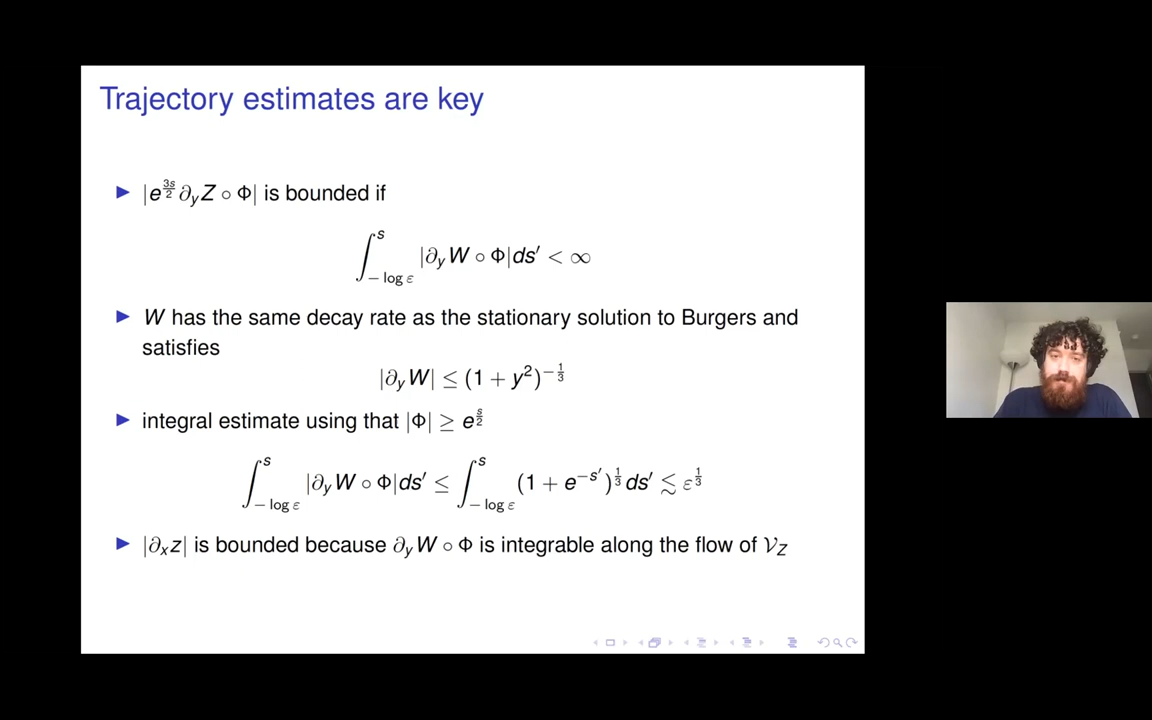 Trajectory estimates are key
▶ |e^{3s/2} ∂_y Z ∘ Φ| is bounded if
∫_{−log ε}^{s} |∂_y W ∘ Φ| ds′ < ∞
▶ W has the same decay rate as the stationary solution to Burgers and
satisfies
|∂_y W| ≤ (1 + y²)^{−1/3}
▶ integral estimate using that |Φ| ≥ e^{s/2}
∫_{−log ε}^{s} |∂_y W ∘ Φ| ds′ ≤ ∫_{−log ε}^{s} (1 + e^{−s′})^{1/3} ds′ ≲ ε^{1/3}
▶ |∂_x z| is bounded because ∂_y W ∘ Φ is integrable along the flow of 𝒱_Z